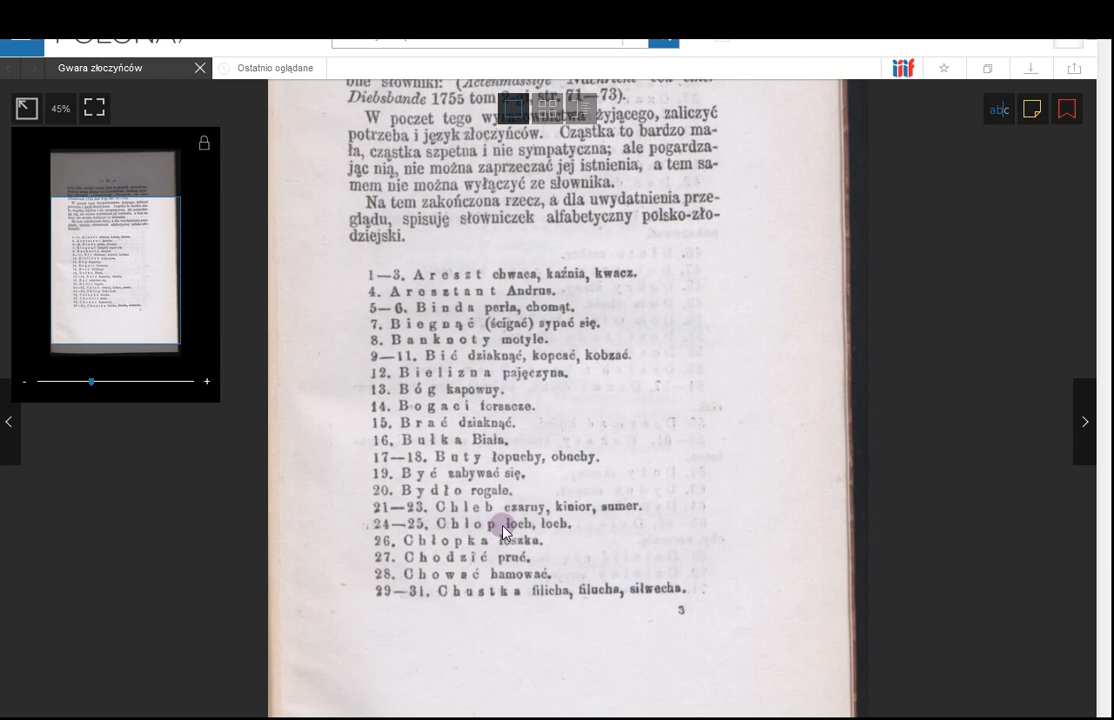 POLONA/
Gwara złoczyńców
Ostatnio oglądane
45%
abc
Diebsbande 1755 tom str. 71—73).
W poczet tego żyjącego, zaliczyć
potrzeba i język złoczyńców. Cząstka to bardzo ma-
ła, cząstka szpetna i nie sympatyczna; ale pogardza-
jąc nią, nie można zaprzeczać jej istnienia, a tem sa-
mem nie można wyłączyć ze słownika.
Na tem zakończona rzecz, a dla uwydatnienia prze-
glądu, spisuję słowniczek alfabetyczny polsko-zło-
dziejski.
1—3. Areszt chwaca, kaźnia, kwacz.
4. Aresztant Andrus.
5—6. Binda perla, chomąt.
7. Biegnąć (ścigać) sypać się.
8. Banknoty motyle.
9—11. Bić dziaknąć, kopcać, kobzać.
12. Bielizna pajęczyna.
13. Bóg kapowny.
14. Bogaci forsacze.
15. Brać dziaknąć.
16. Bułka Biała.
17—18. Buty łopuchy, obuchy.
19. Być zabywać się.
20. Bydło rogale.
21—23. Chleb czarny, kinior, sumer.
24—25. Chłop loch, łoch.
26. Chłopka
27. Chodzić pruć.
28. Chować hamować.
29—31. Chustka filicha, filucha, silwecha.
3